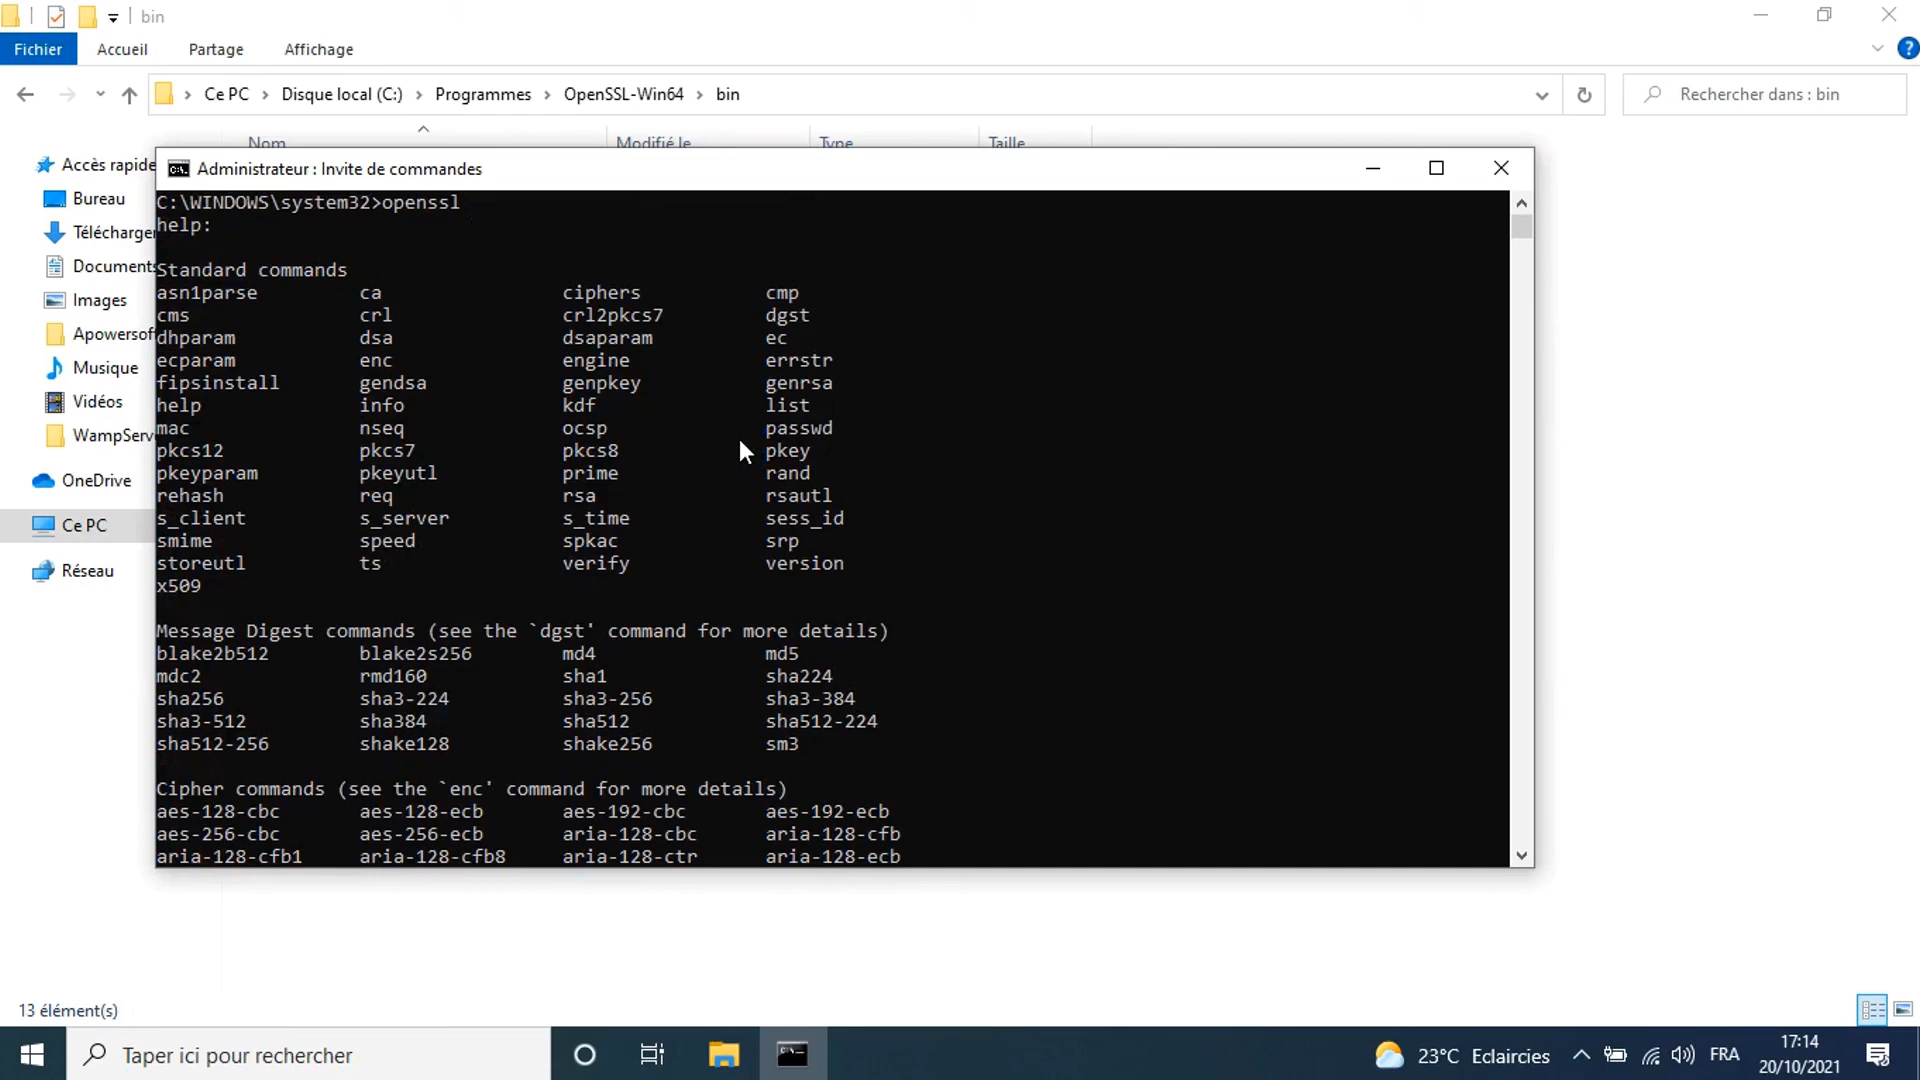 bin
Fichier Accueil Partage Affichage
Ce PC Disque local (C:) Programmes OpenSSL-Win64 bin
Rechercher dans : bin
Nom Modifié le Type Taille
Accès rapide
Bureau
Télécharger
Documents
Images
Apowersof
Musique
Vidéos
WampServ
OneDrive
Ce PC
Réseau
Administrateur : Invite de commandes
C:\WINDOWS\system32>openssl
help:
Standard commands
asn1parse ca ciphers cmp
cms crl crl2pkcs7 dgst
dhparam dsa dsaparam ec
ecparam enc engine errstr
fipsinstall gendsa genpkey genrsa
help info kdf list
mac nseq ocsp passwd
pkcs12 pkcs7 pkcs8 pkey
pkeyparam pkeyutl prime rand
rehash req rsa rsautl
s_client s_server s_time sess_id
smime speed spkac srp
storeutl ts verify version
x509
Message Digest commands (see the `dgst' command for more details)
blake2b512 blake2s256 md4 md5
mdc2 rmd160 sha1 sha224
sha256 sha3-224 sha3-256 sha3-384
sha3-512 sha384 sha512 sha512-224
sha512-256 shake128 shake256 sm3
Cipher commands (see the `enc' command for more details)
aes-128-cbc aes-128-ecb aes-192-cbc aes-192-ecb
aes-256-cbc aes-256-ecb aria-128-cbc aria-128-cfb
aria-128-cfb1 aria-128-cfb8 aria-128-ctr aria-128-ecb
13 élément(s)
Taper ici pour rechercher
23°C Eclaircies
FRA
17:14
20/10/2021